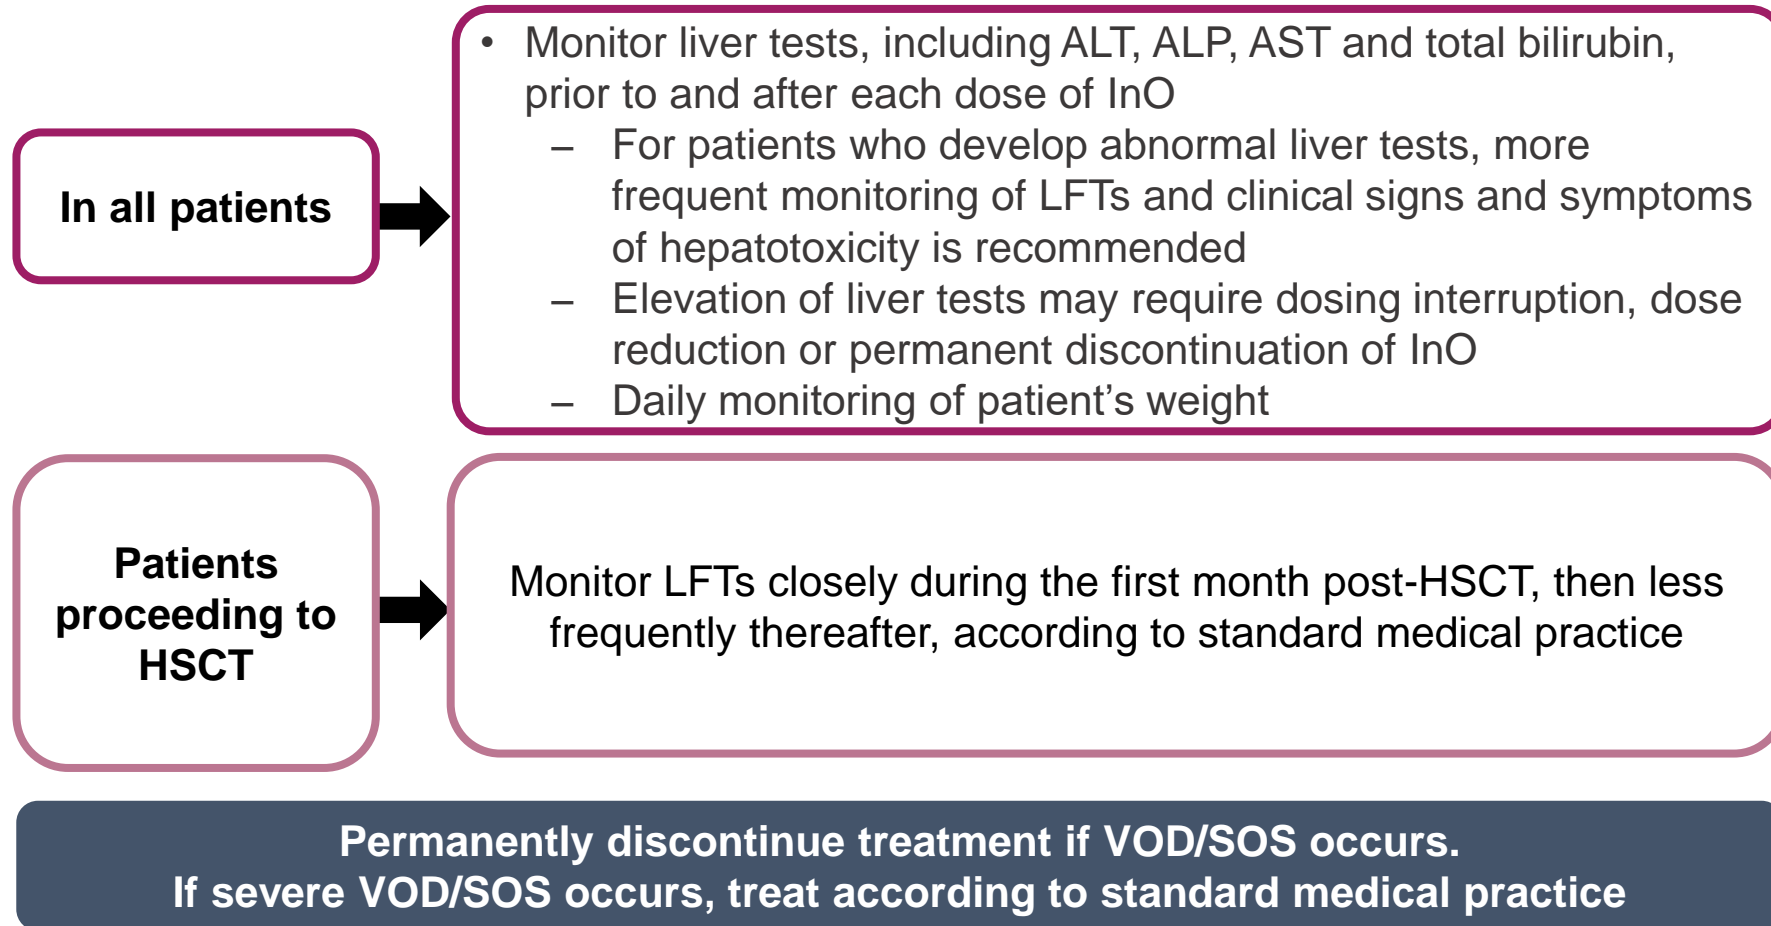 In all patients
• Monitor liver tests, including ALT, ALP, AST and total bilirubin,
prior to and after each dose of InO
– For patients who develop abnormal liver tests, more
frequent monitoring of LFTs and clinical signs and symptoms
of hepatotoxicity is recommended
– Elevation of liver tests may require dosing interruption, dose
reduction or permanent discontinuation of InO
– Daily monitoring of patient’s weight
Patients
proceeding to
HSCT
Monitor LFTs closely during the first month post-HSCT, then less
frequently thereafter, according to standard medical practice
Permanently discontinue treatment if VOD/SOS occurs.
If severe VOD/SOS occurs, treat according to standard medical practice